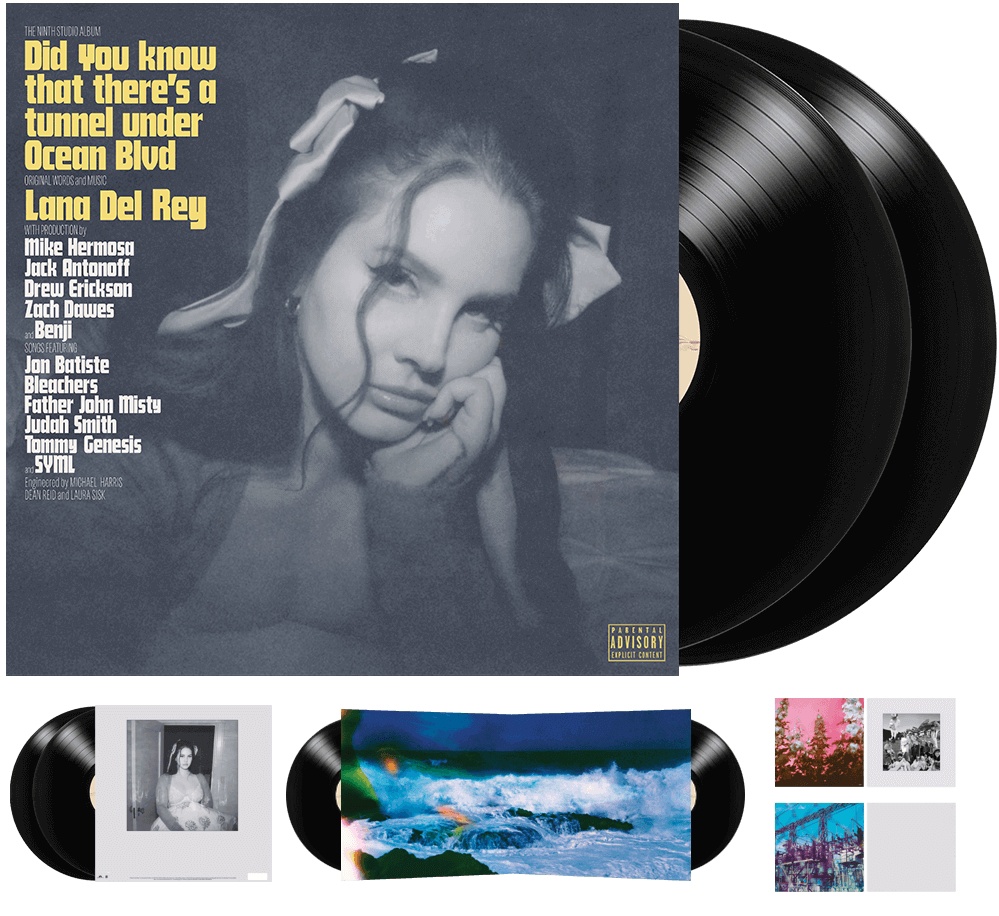 THE NINTH STUDIO ALBUM
Did you know
that there's a
tunnel under
Ocean Blvd
ORIGINAL WORDS and MUSIC
Lana Del Rey
WITH PRODUCTION by
Mike Hermosa
Jack Antonoff
Drew Erickson
Zach Dawes
and Benji
SONGS FEATURING
Jon Batiste
Bleachers
Father John Misty
Judah Smith
Tommy Genesis
and SYML
Engineered by MICHAEL HARRIS
DEAN REID and LAURA SISK
PARENTAL
ADVISORY
EXPLICIT CONTENT